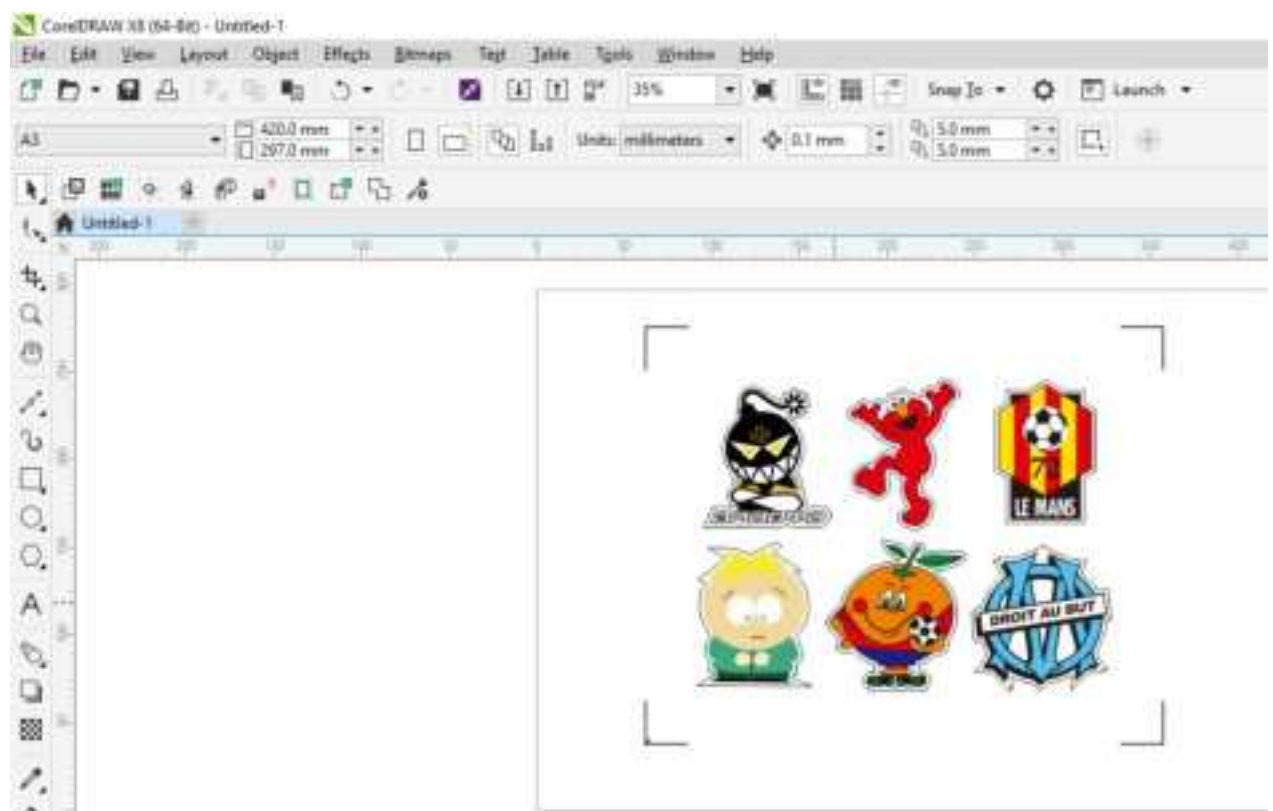 CorelDRAW X8 (64-Bit) - Untitled-1
File Edit View Layout Object Effects Bitmaps Text Table Tools Window Help
35% Snap To Launch
A3 420.0 mm Units: millimeters 0.1 mm 5.0 mm
297.0 mm 5.0 mm
Untitled-1
LE MANS
DROIT AU BUT